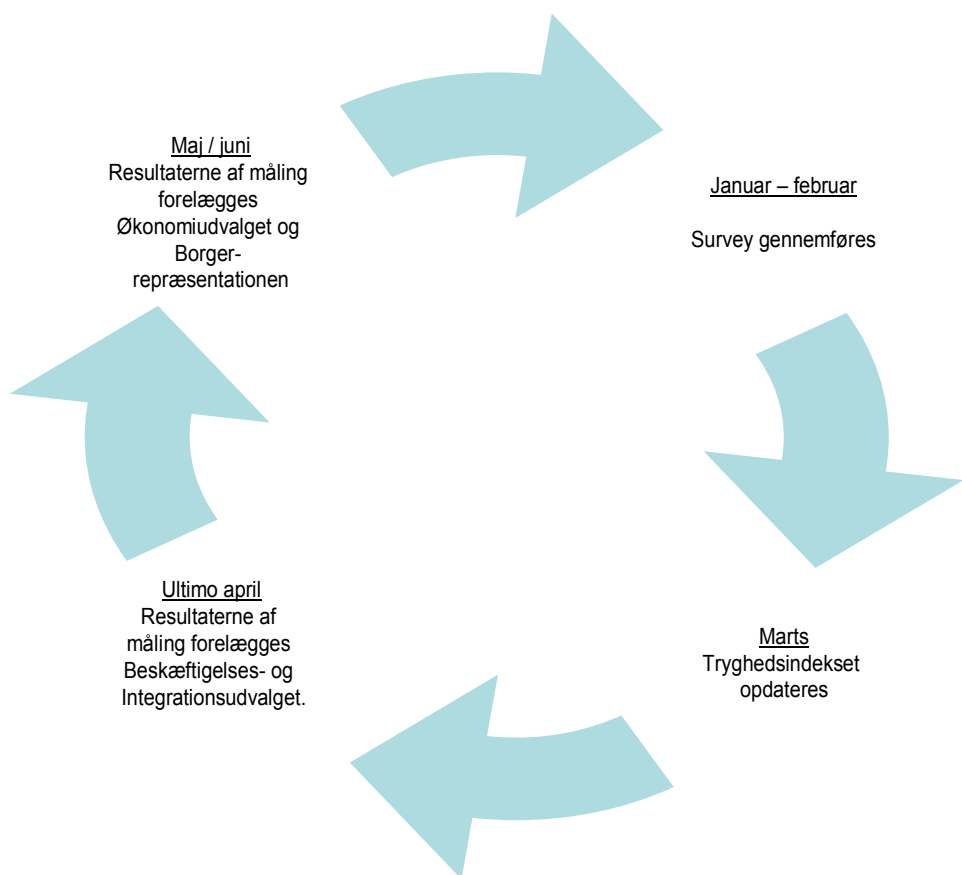 Maj / juni
Resultaterne af måling
forelægges
Økonomiudvalget og
Borger-
repræsentationen
Januar – februar
Survey gennemføres
Marts
Tryghedsindekset
opdateres
Ultimo april
Resultaterne af
måling forelægges
Beskæftigelses- og
Integrationsudvalget.